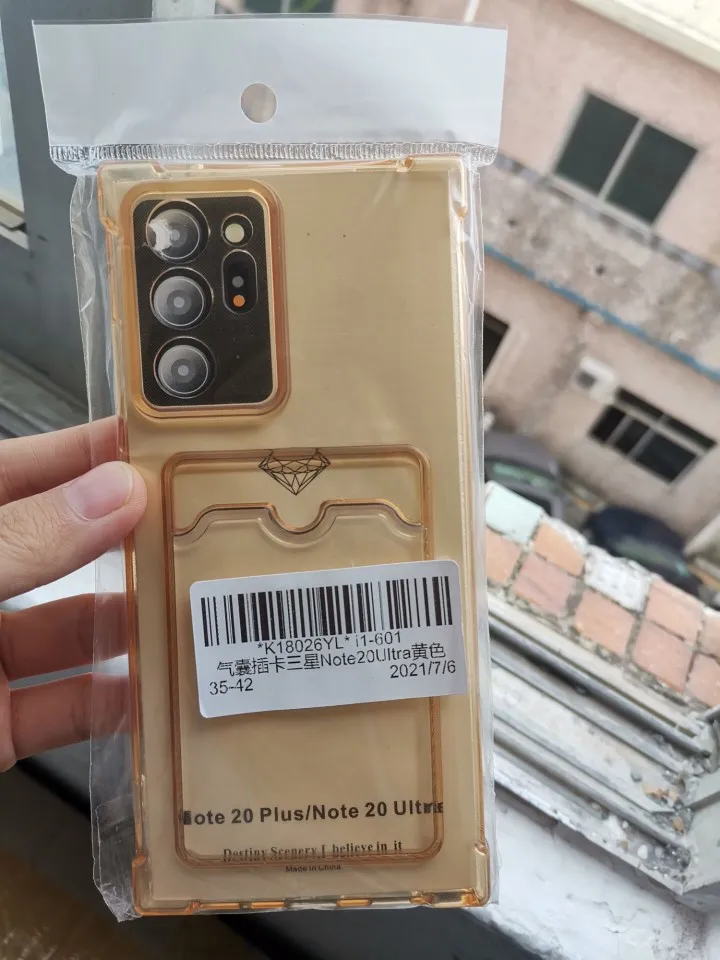 *K18026YL* i1-601
气囊插卡三星Note20Ultra黄色
35-42 2021/7/6
Note 20 Plus/Note 20 Ultra
Destiny Scenery,I believe in it
Made in China